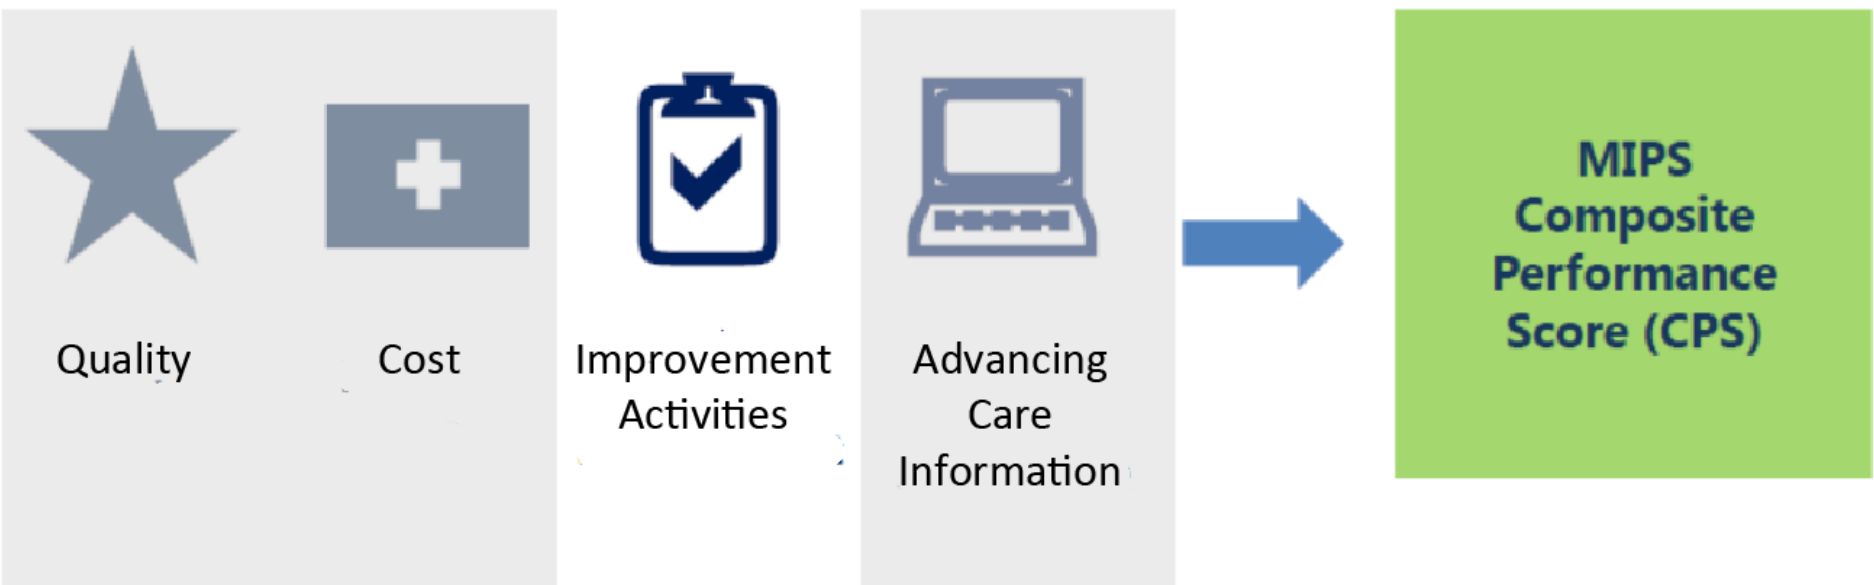 Quality
Cost
Improvement
Activities
Advancing
Care
Information
MIPS
Composite
Performance
Score (CPS)